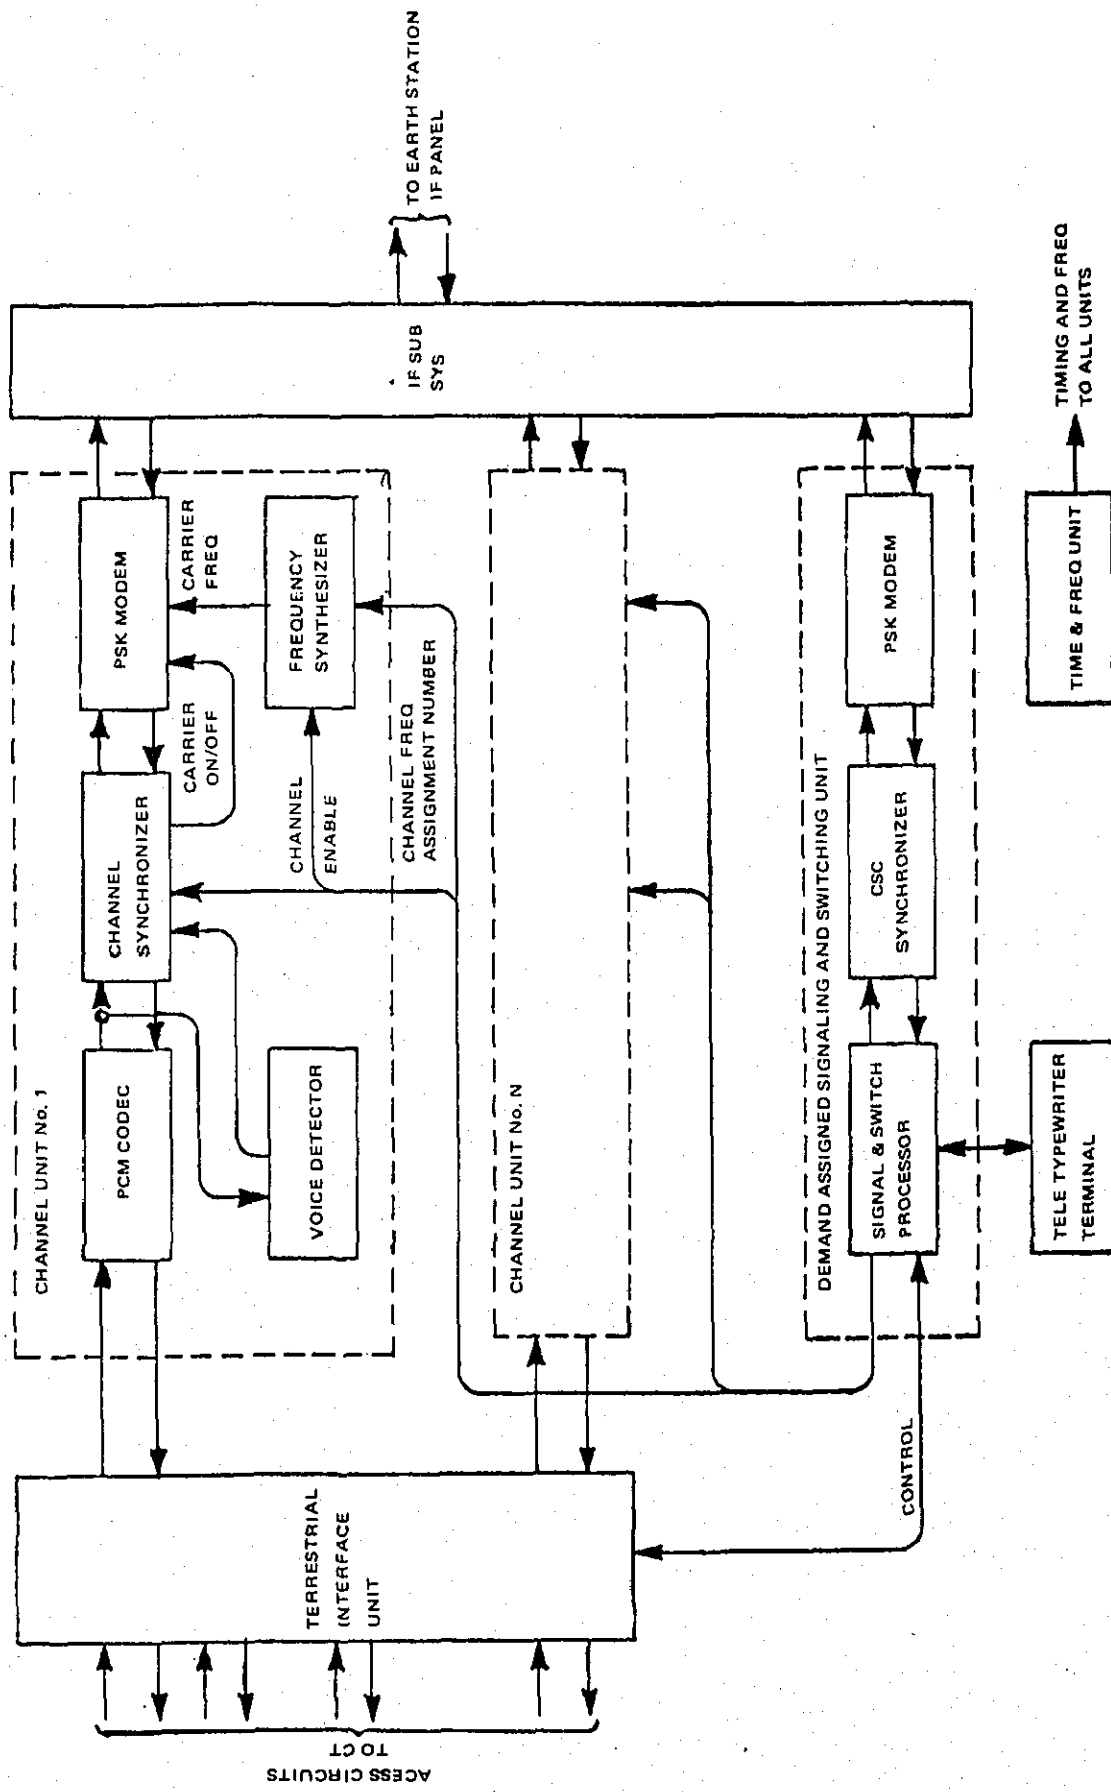 ACESS CIRCUITS
TO CT
TERRESTRIAL
INTERFACE
UNIT
CONTROL
CHANNEL UNIT No. 1
PCM CODEC
VOICE DETECTOR
CHANNEL
SYNCHRONIZER
CARRIER
ON/OFF
PSK MODEM
CARRIER
FREQ
FREQUENCY
SYNTHESIZER
CHANNEL
ENABLE
CHANNEL FREQ
ASSIGNMENT NUMBER
CHANNEL UNIT No. N
DEMAND ASSIGNED SIGNALING AND SWITCHING UNIT
SIGNAL & SWITCH
PROCESSOR
CSC
SYNCHRONIZER
PSK MODEM
TELE TYPEWRITER
TERMINAL
TIME & FREQ UNIT
TIMING AND FREQ
TO ALL UNITS
IF SUB
SYS
TO EARTH STATION
IF PANEL